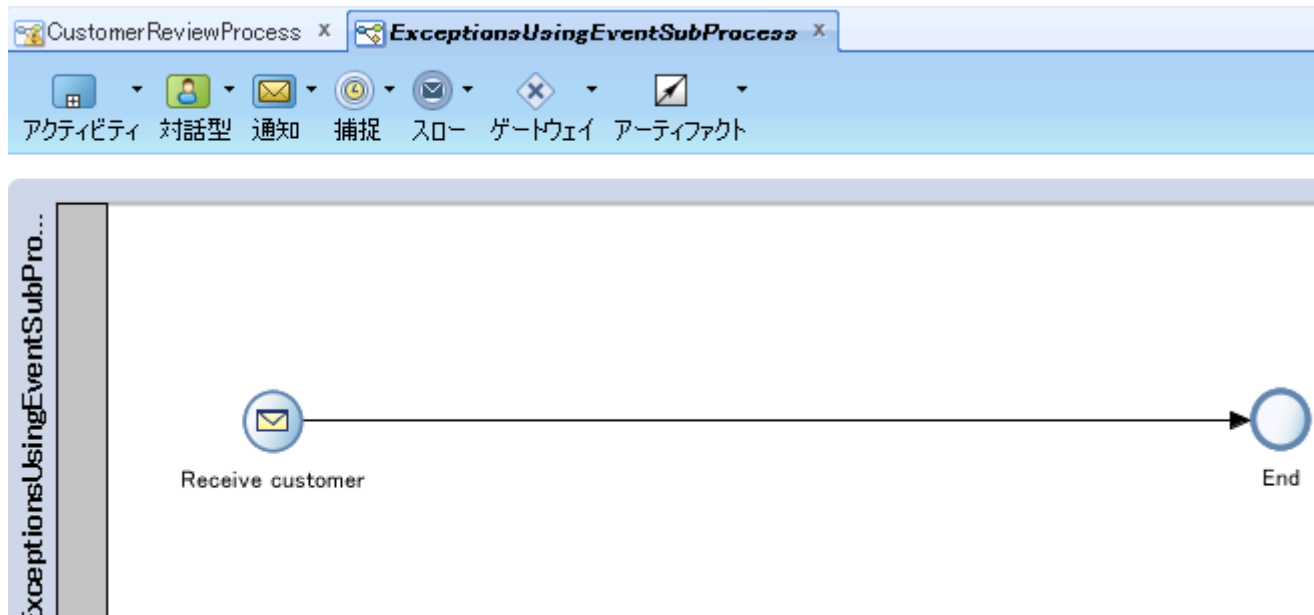 CustomerReviewProcess x ExceptionsUsingEventSubProcess x
アクティビティ 対話型 通知 捕捉 スロー ゲートウェイ アーティファクト
xceptionsUsingEventSubPro...
Receive customer
End